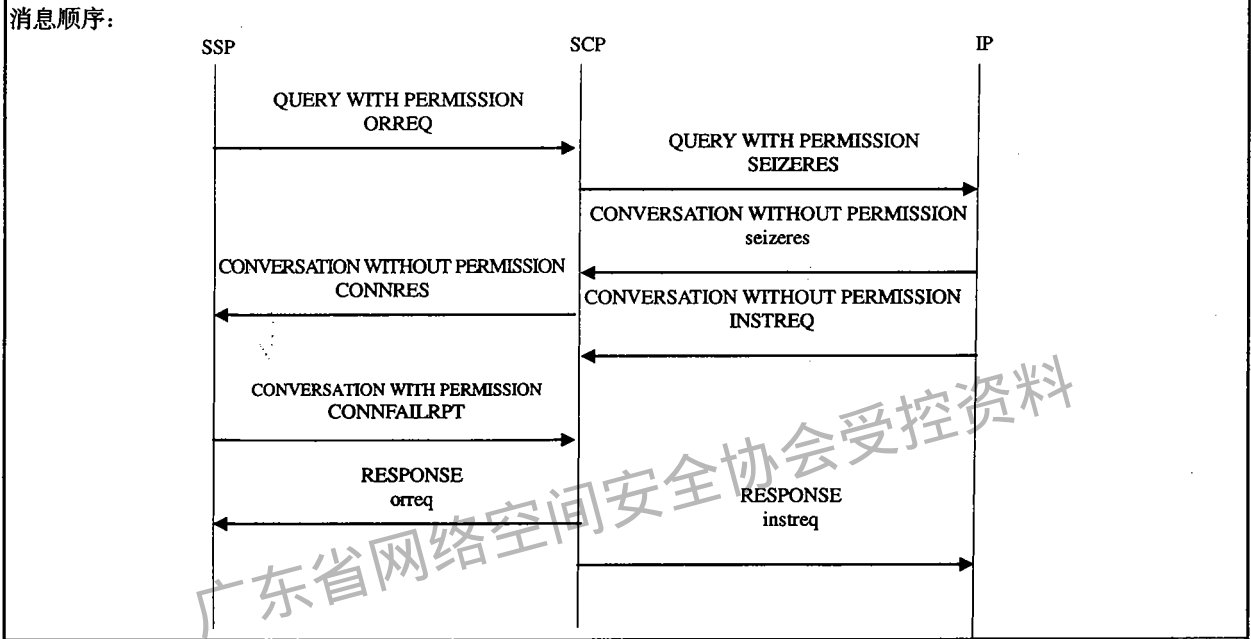 消息顺序：
SSP
SCP
IP
QUERY WITH PERMISSION
ORREQ
QUERY WITH PERMISSION
SEIZERES
CONVERSATION WITHOUT PERMISSION
seizeres
CONVERSATION WITHOUT PERMISSION
CONNRES
CONVERSATION WITHOUT PERMISSION
INSTREQ
CONVERSATION WITH PERMISSION
CONNFAILRPT
RESPONSE
orreq
RESPONSE
instreq
广东省网络空间安全协会受控资料